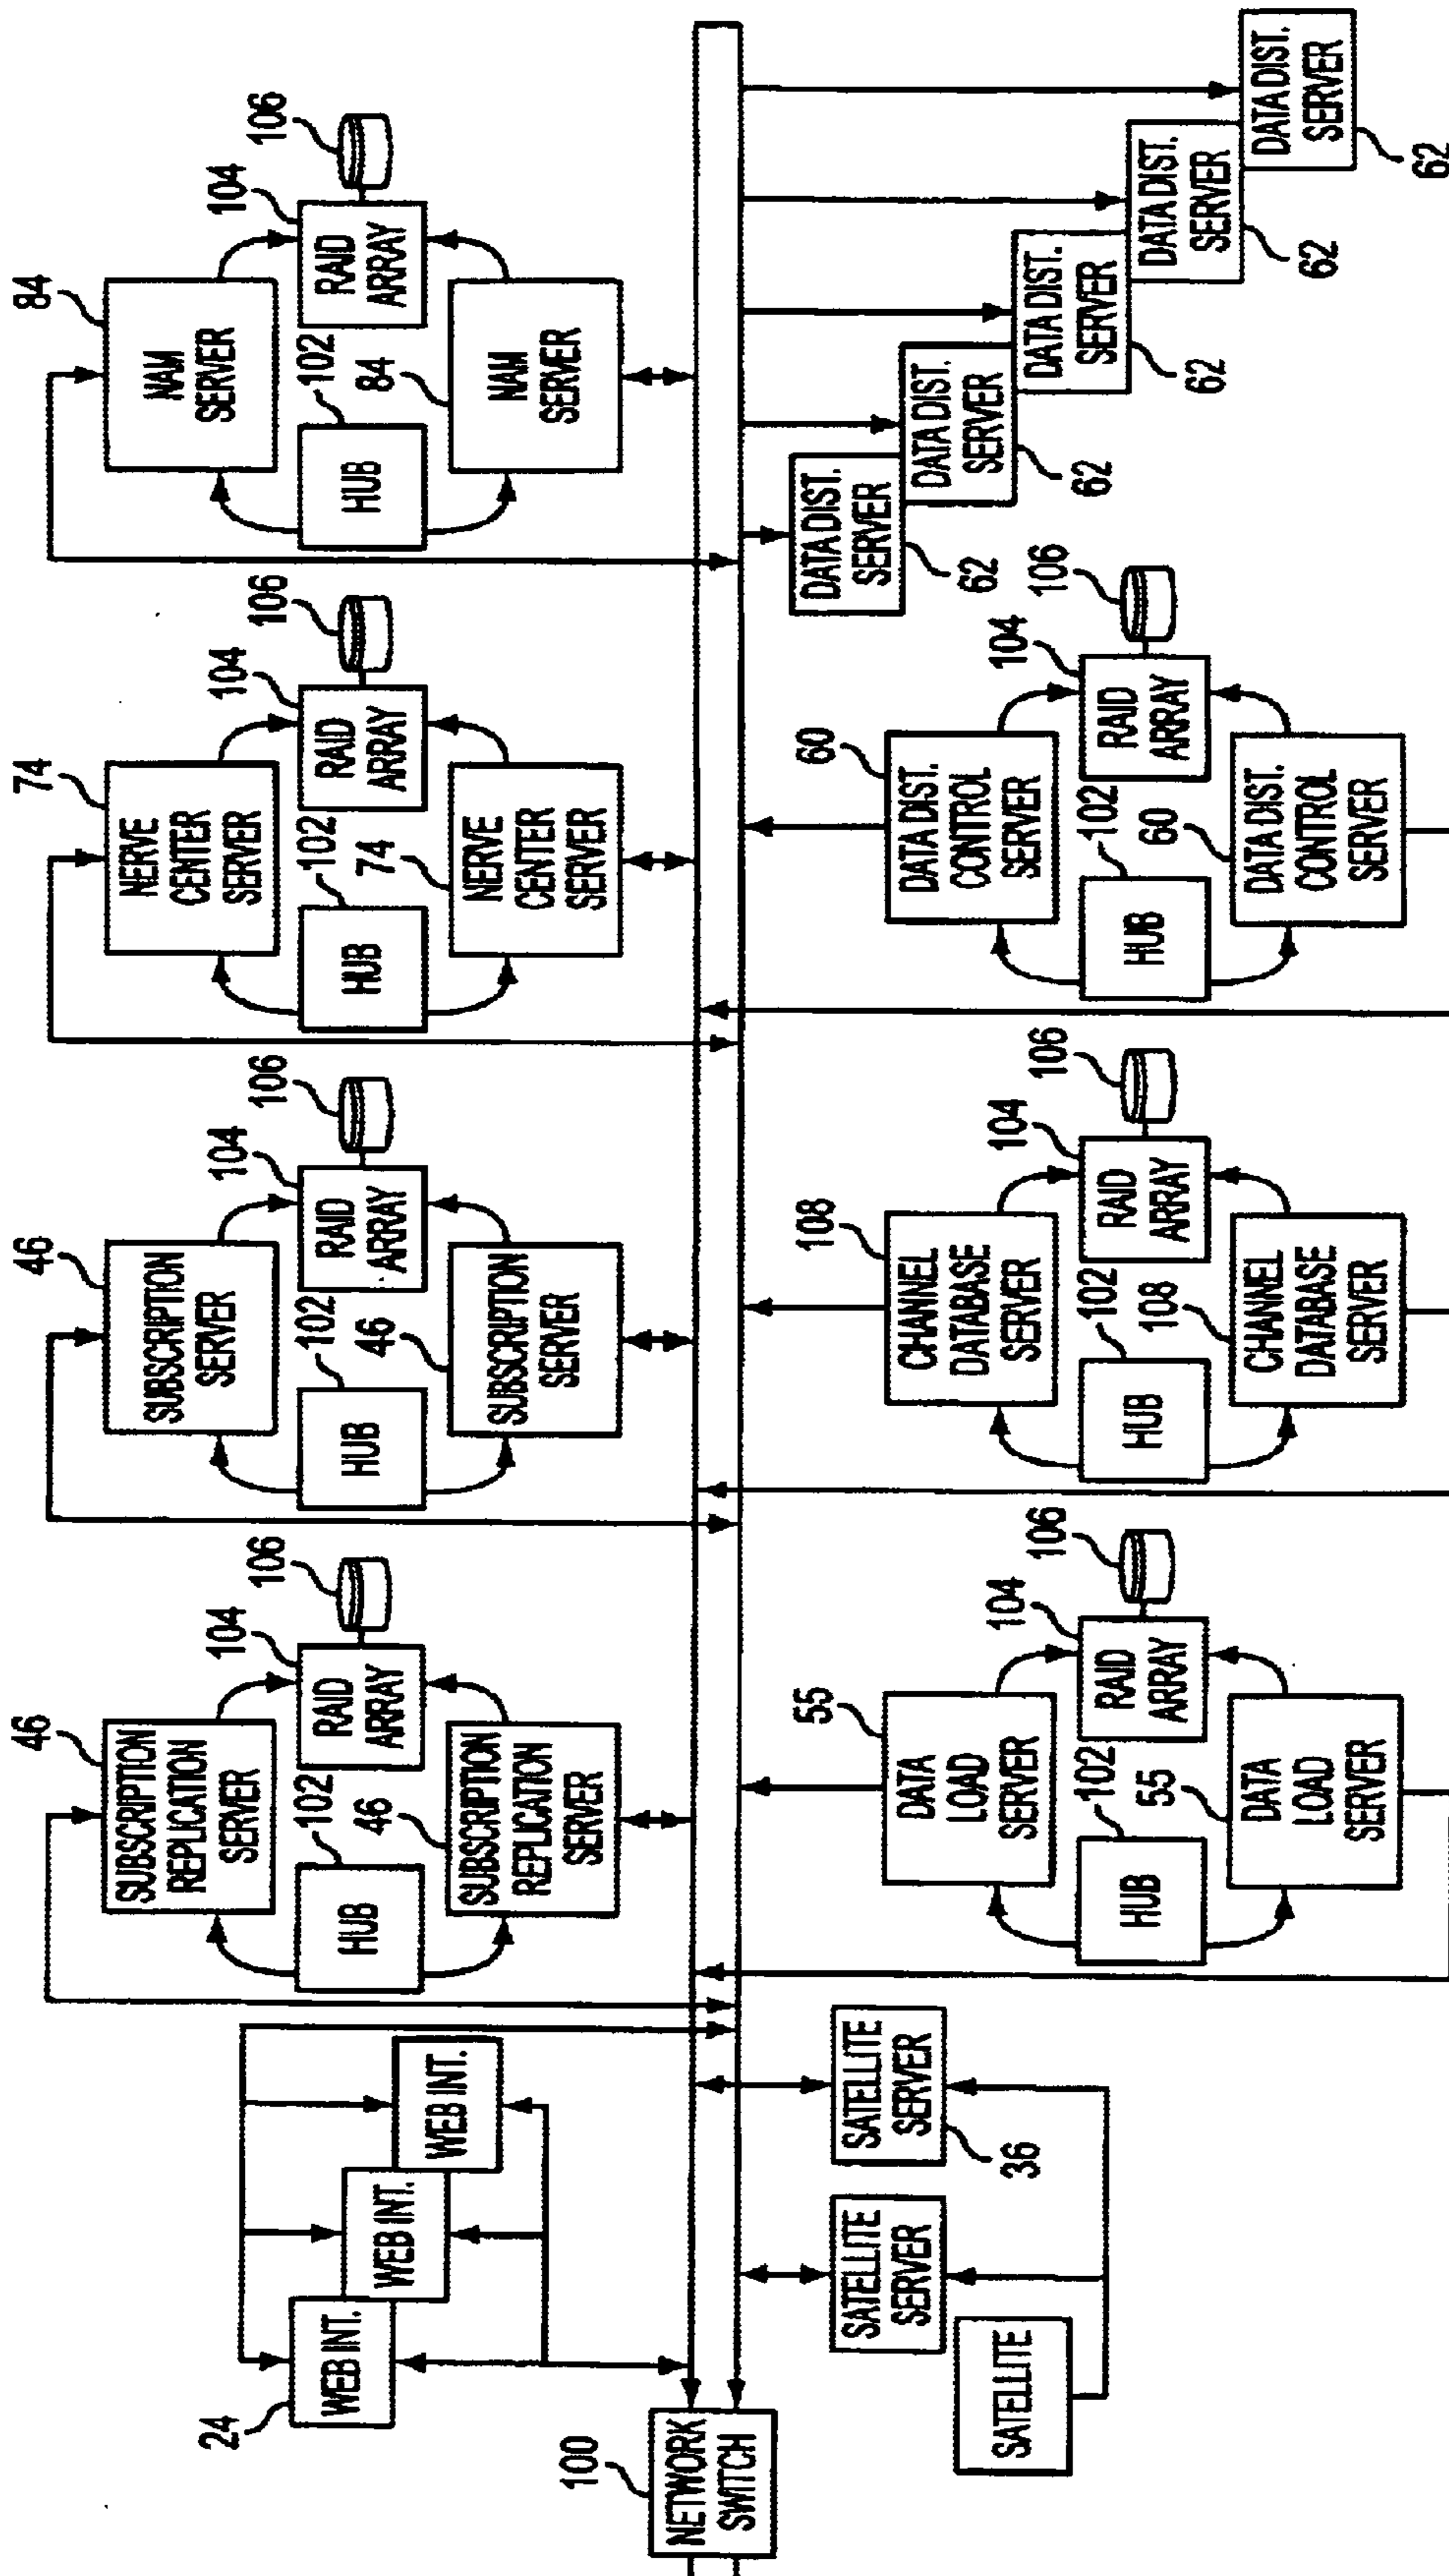 24
WEB INT.
WEB INT.
WEB INT.
46
SUBSCRIPTION
REPLICATION
SERVER
102
HUB
104
RAID
ARRAY
106
46
SUBSCRIPTION
REPLICATION
SERVER
46
SUBSCRIPTION
SERVER
102
HUB
104
RAID
ARRAY
106
46
SUBSCRIPTION
SERVER
74
NERVE
CENTER
SERVER
102
HUB
104
RAID
ARRAY
106
74
NERVE
CENTER
SERVER
84
NAM
SERVER
102
HUB
104
RAID
ARRAY
106
84
NAM
SERVER
100
NETWORK
SWITCH
SATELLITE
SERVER
SATELLITE
SERVER
36
SATELLITE
55
DATA
LOAD
SERVER
102
HUB
104
RAID
ARRAY
106
55
DATA
LOAD
SERVER
108
CHANNEL
DATABASE
SERVER
102
HUB
104
RAID
ARRAY
106
108
CHANNEL
DATABASE
SERVER
60
DATA DIST.
CONTROL
SERVER
102
HUB
104
RAID
ARRAY
106
60
DATA DIST.
CONTROL
SERVER
DATA DIST.
SERVER
62
DATA DIST.
SERVER
62
DATA DIST.
SERVER
62
DATA DIST.
SERVER
62
DATA DIST.
SERVER
62